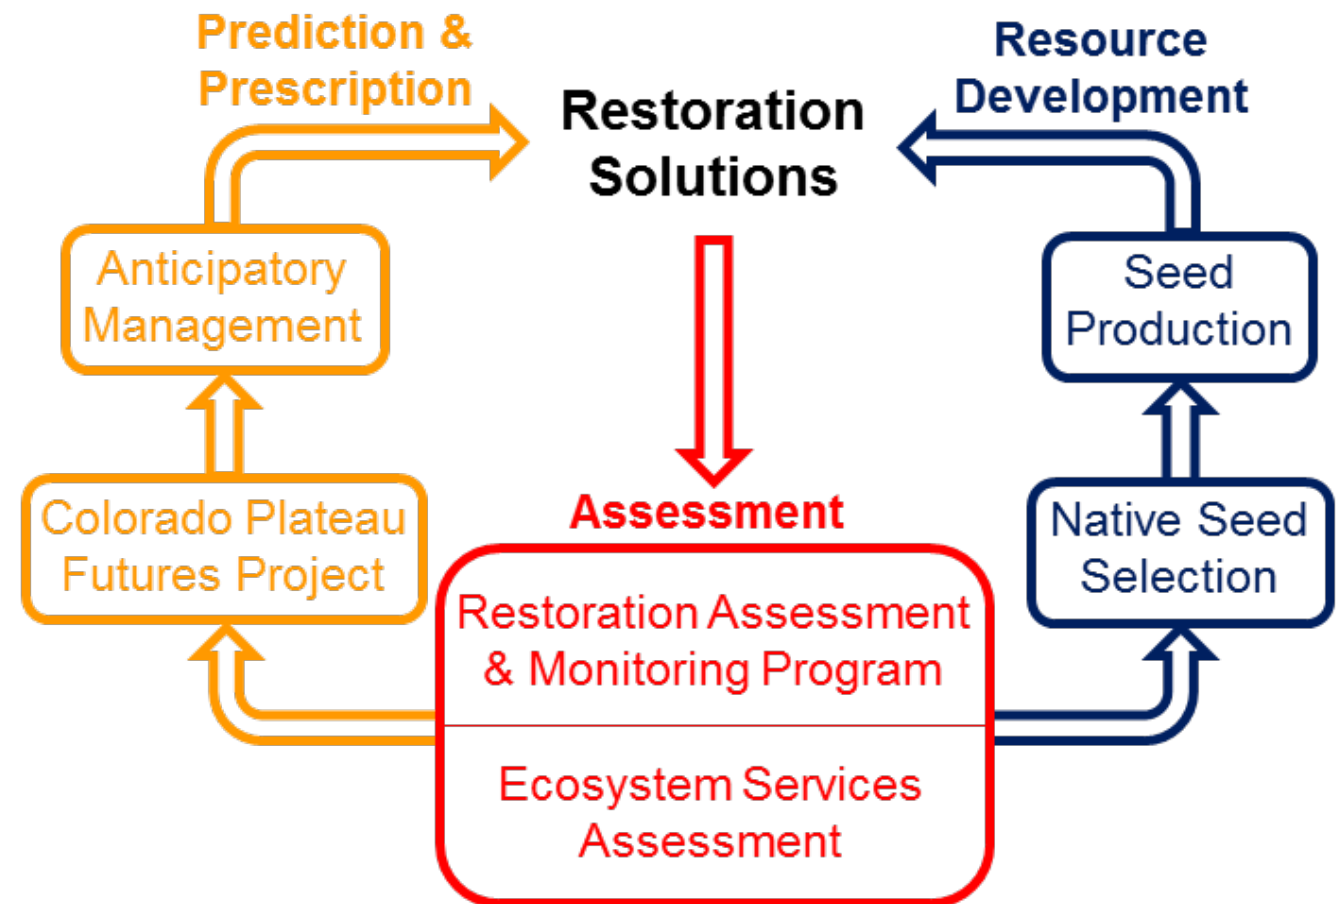 Prediction &
Prescription
Restoration
Solutions
Resource
Development
Anticipatory
Management
Seed
Production
Colorado Plateau
Futures Project
Native Seed
Selection
Assessment
Restoration Assessment
& Monitoring Program
Ecosystem Services
Assessment